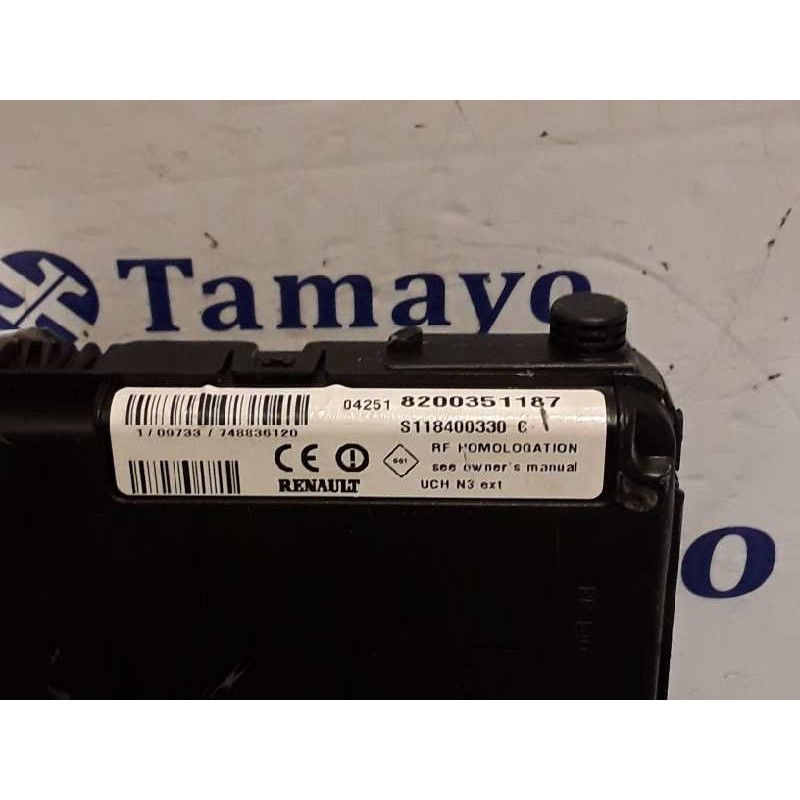 Tamayo
04251 8200351187
S118400330 C
1/09733/748836120
RF HOMOLOGATION
see owner's manual
RENAULT
UCH N3 ext
o